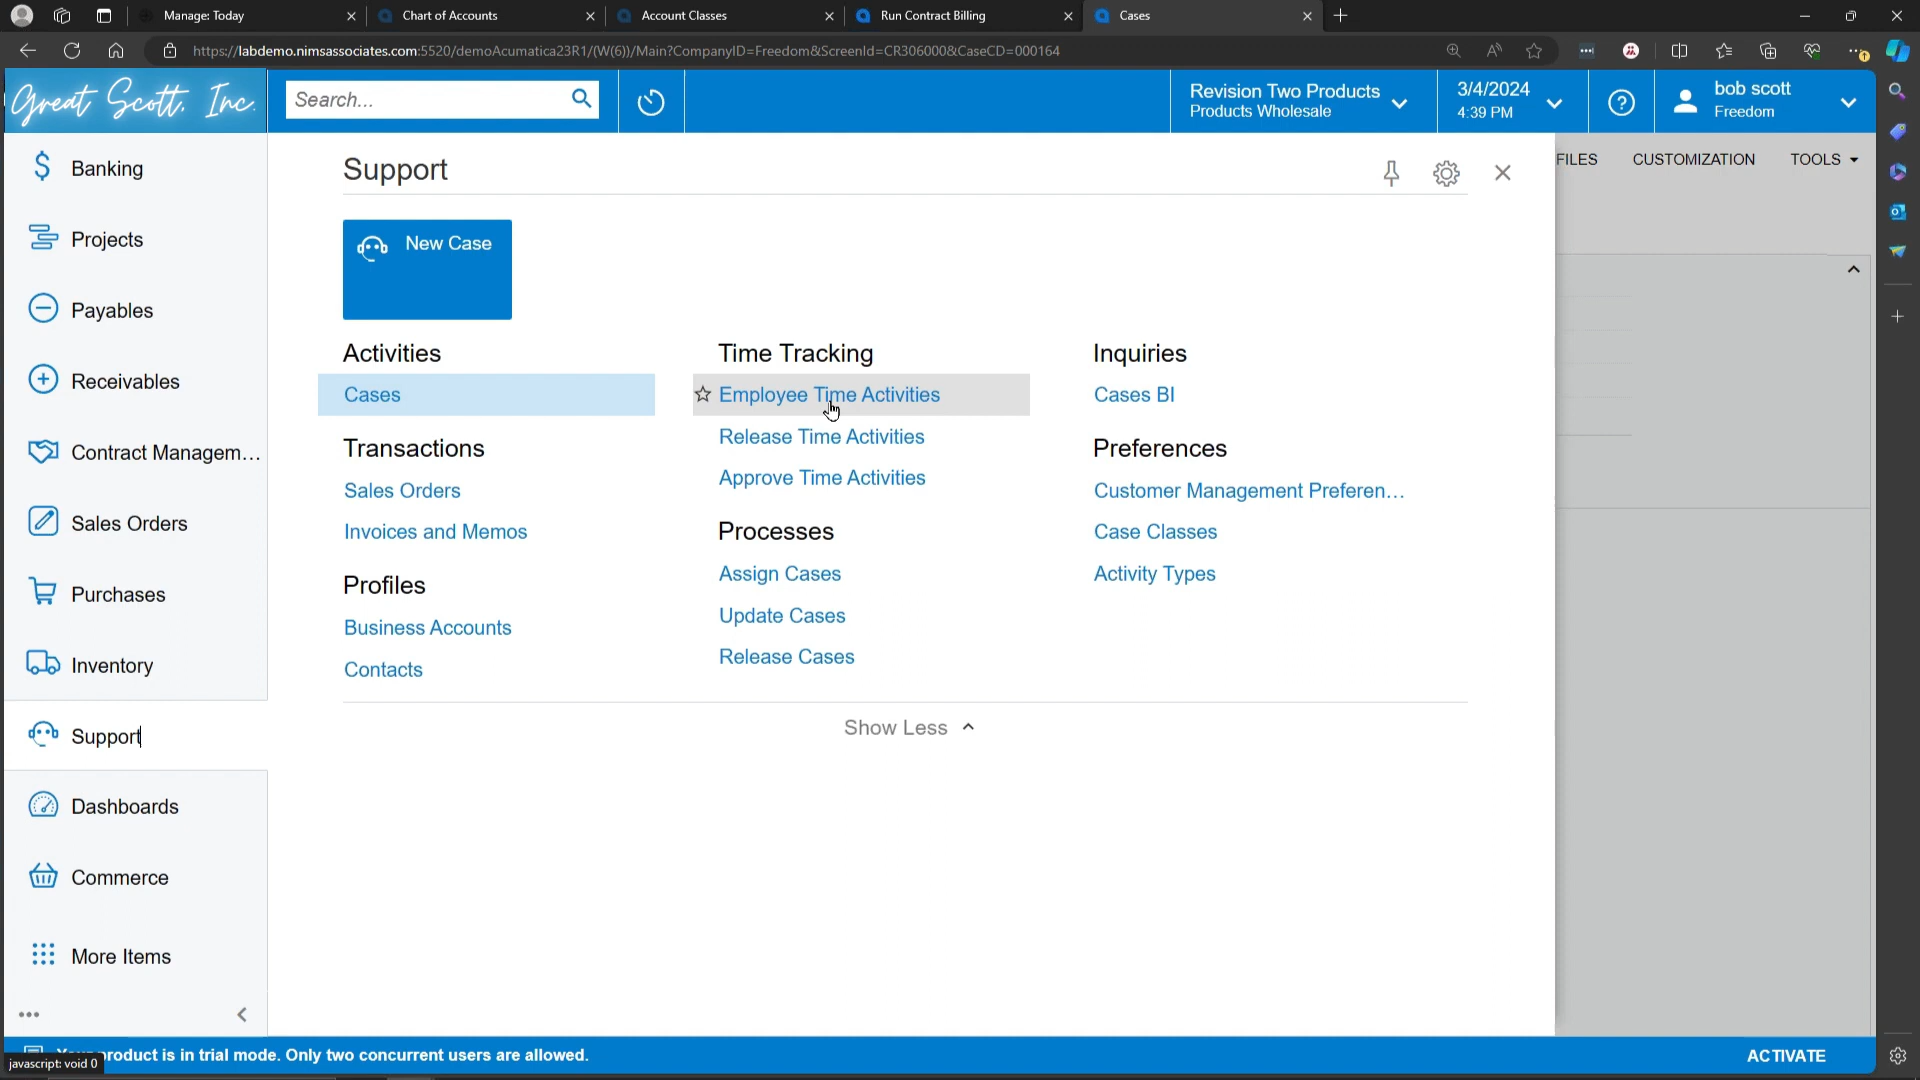 Manage: Today
Chart of Accounts
Account Classes
Run Contract Billing
Cases
https://labdemo.nimsassociates.com:5520/demoAcumatica23R1/(W(6))/Main?CompanyID=Freedom&ScreenId=CR306000&CaseCD=000164
Great Scott, Inc.
Search...
Revision Two Products
Products Wholesale
3/4/2024
4:39 PM
bob scott
Freedom
Banking
Projects
Payables
Receivables
Contract Managem...
Sales Orders
Purchases
Inventory
Support
Dashboards
Commerce
More Items
Support
FILES
CUSTOMIZATION
TOOLS
New Case
Activities
Cases
Transactions
Sales Orders
Invoices and Memos
Profiles
Business Accounts
Contacts
Time Tracking
Employee Time Activities
Release Time Activities
Approve Time Activities
Processes
Assign Cases
Update Cases
Release Cases
Inquiries
Cases BI
Preferences
Customer Management Preferen...
Case Classes
Activity Types
Show Less
product is in trial mode. Only two concurrent users are allowed.
ACTIVATE
javascript: void 0